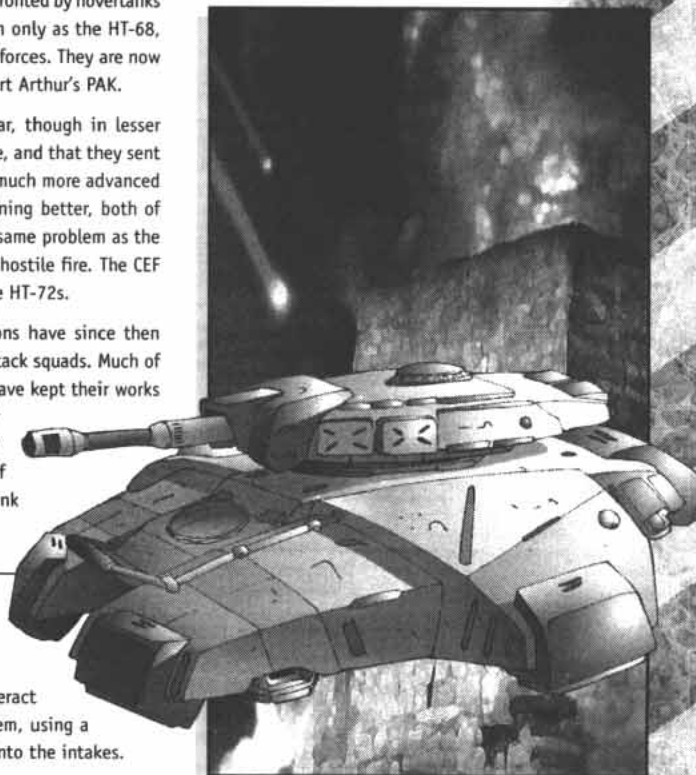 fronted by hovertanks
only as the HT-68,
forces. They are now
rt Arthur's PAK.
ar, though in lesser
e, and that they sent
much more advanced
ning better, both of
same problem as the
hostile fire. The CEF
e HT-72s.
ons have since then
tack squads. Much of
ave kept their works
f
nk
eract
em, using a
nto the intakes.